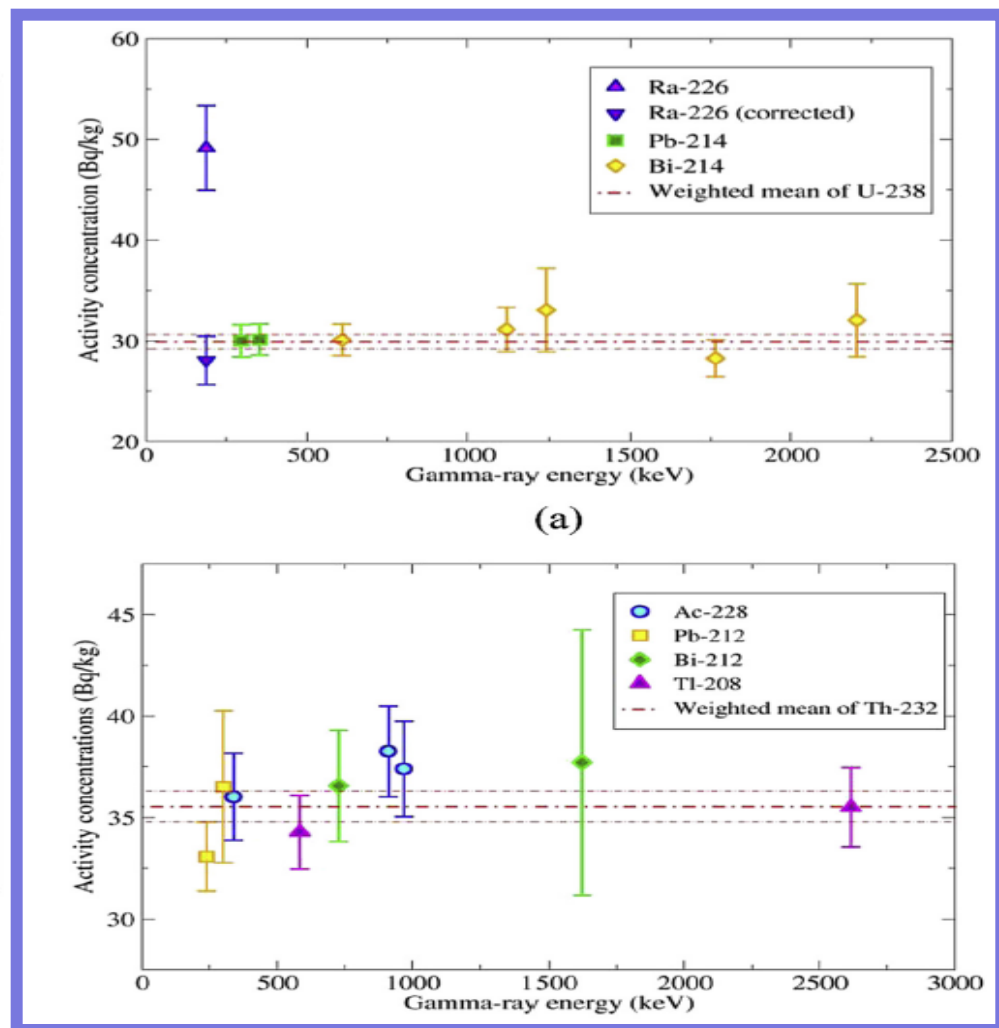 60
50
40
30
20
Activity concentration (Bq/kg)
Ra-226
Ra-226 (corrected)
Pb-214
Bi-214
Weighted mean of U-238
0 500 1000 1500 2000 2500
Gamma-ray energy (keV)
(a)
45
40
35
30
Activity concentrations (Bq/kg)
Ac-228
Pb-212
Bi-212
Tl-208
Weighted mean of Th-232
0 500 1000 1500 2000 2500 3000
Gamma-ray energy (keV)